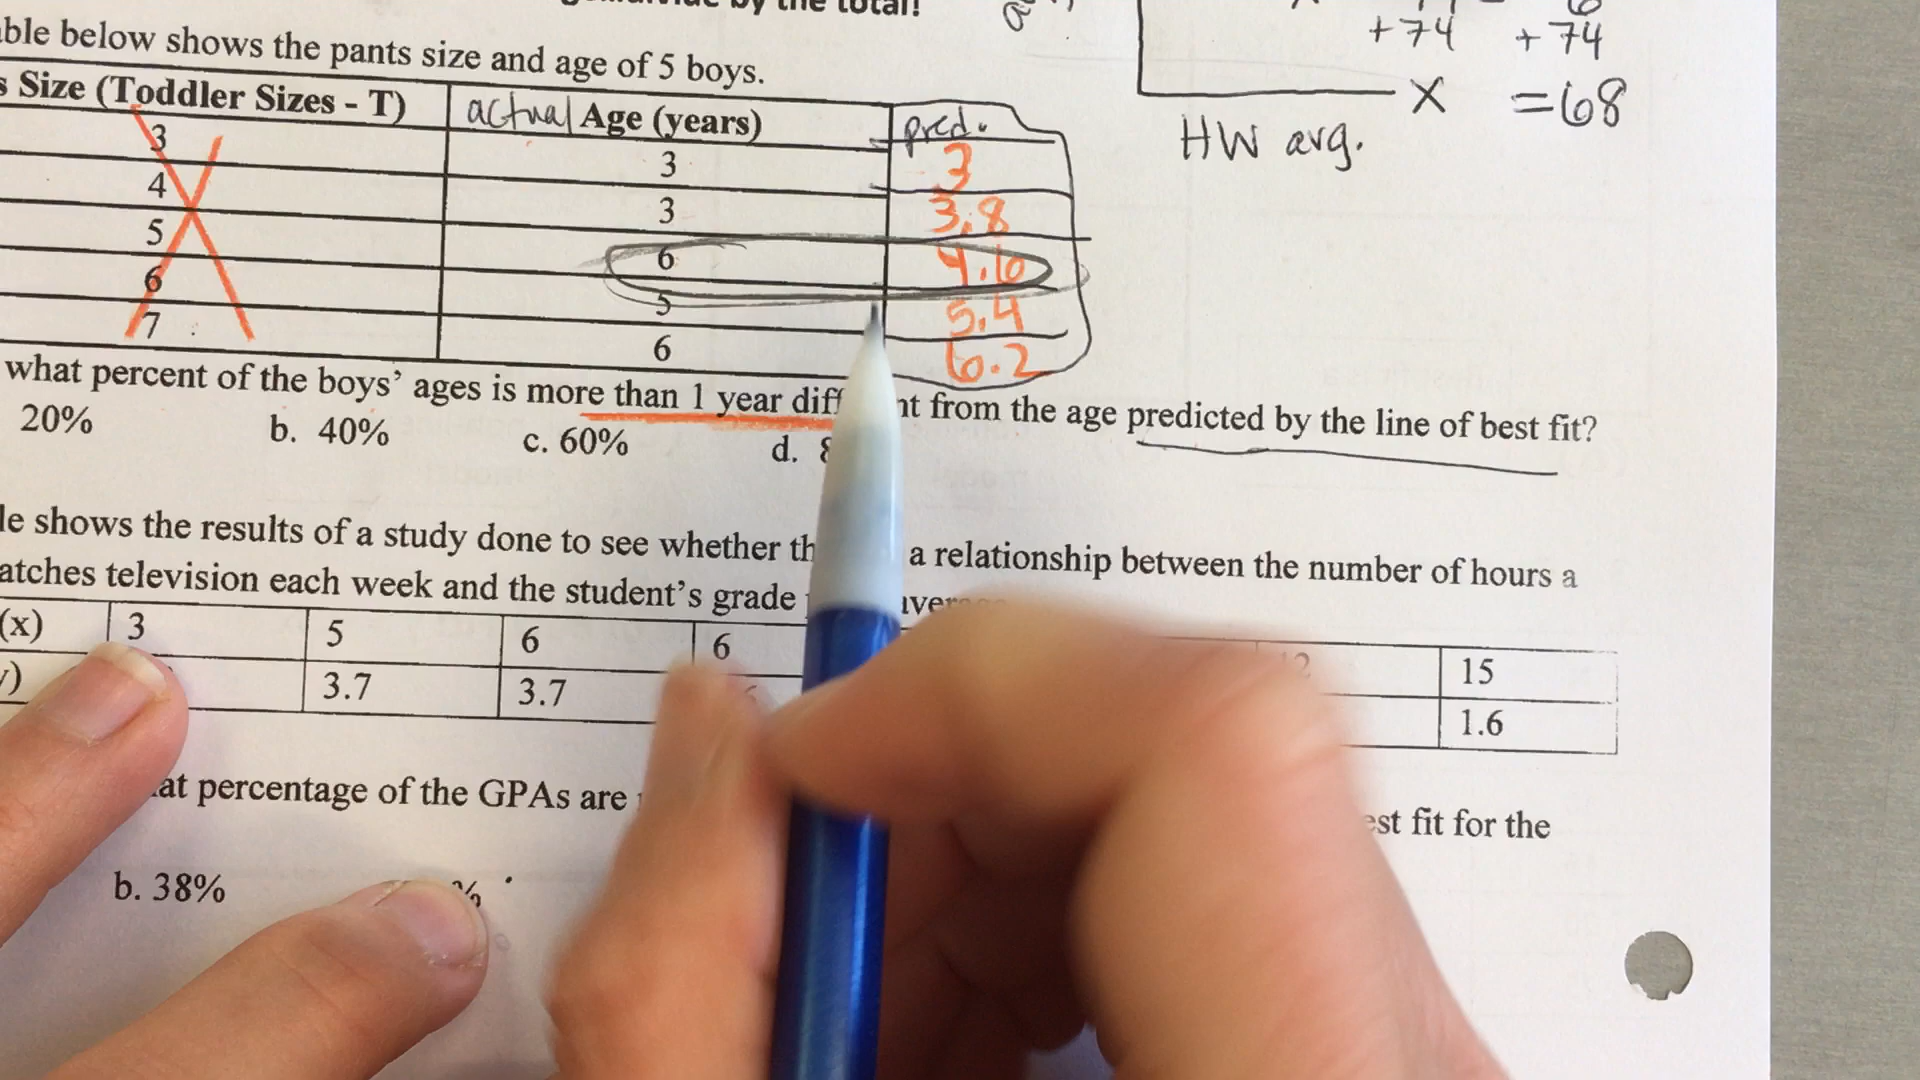 by the total!
+74 +74
x =68
HW avg.
ble below shows the pants size and age of 5 boys.
s Size (Toddler Sizes - T) actual Age (years) pred.
3 3 3
4 3 3.8
5 6 4.6
6 5 5.4
7 6 6.2
what percent of the boys' ages is more than 1 year diff nt from the age predicted by the line of best fit?
20% b. 40% c. 60% d. 8
le shows the results of a study done to see whether th a relationship between the number of hours a
atches television each week and the student's grade
(x) 3 5 6 6 15
3.7 3.7 1.6
at percentage of the GPAs are est fit for the
b. 38% %